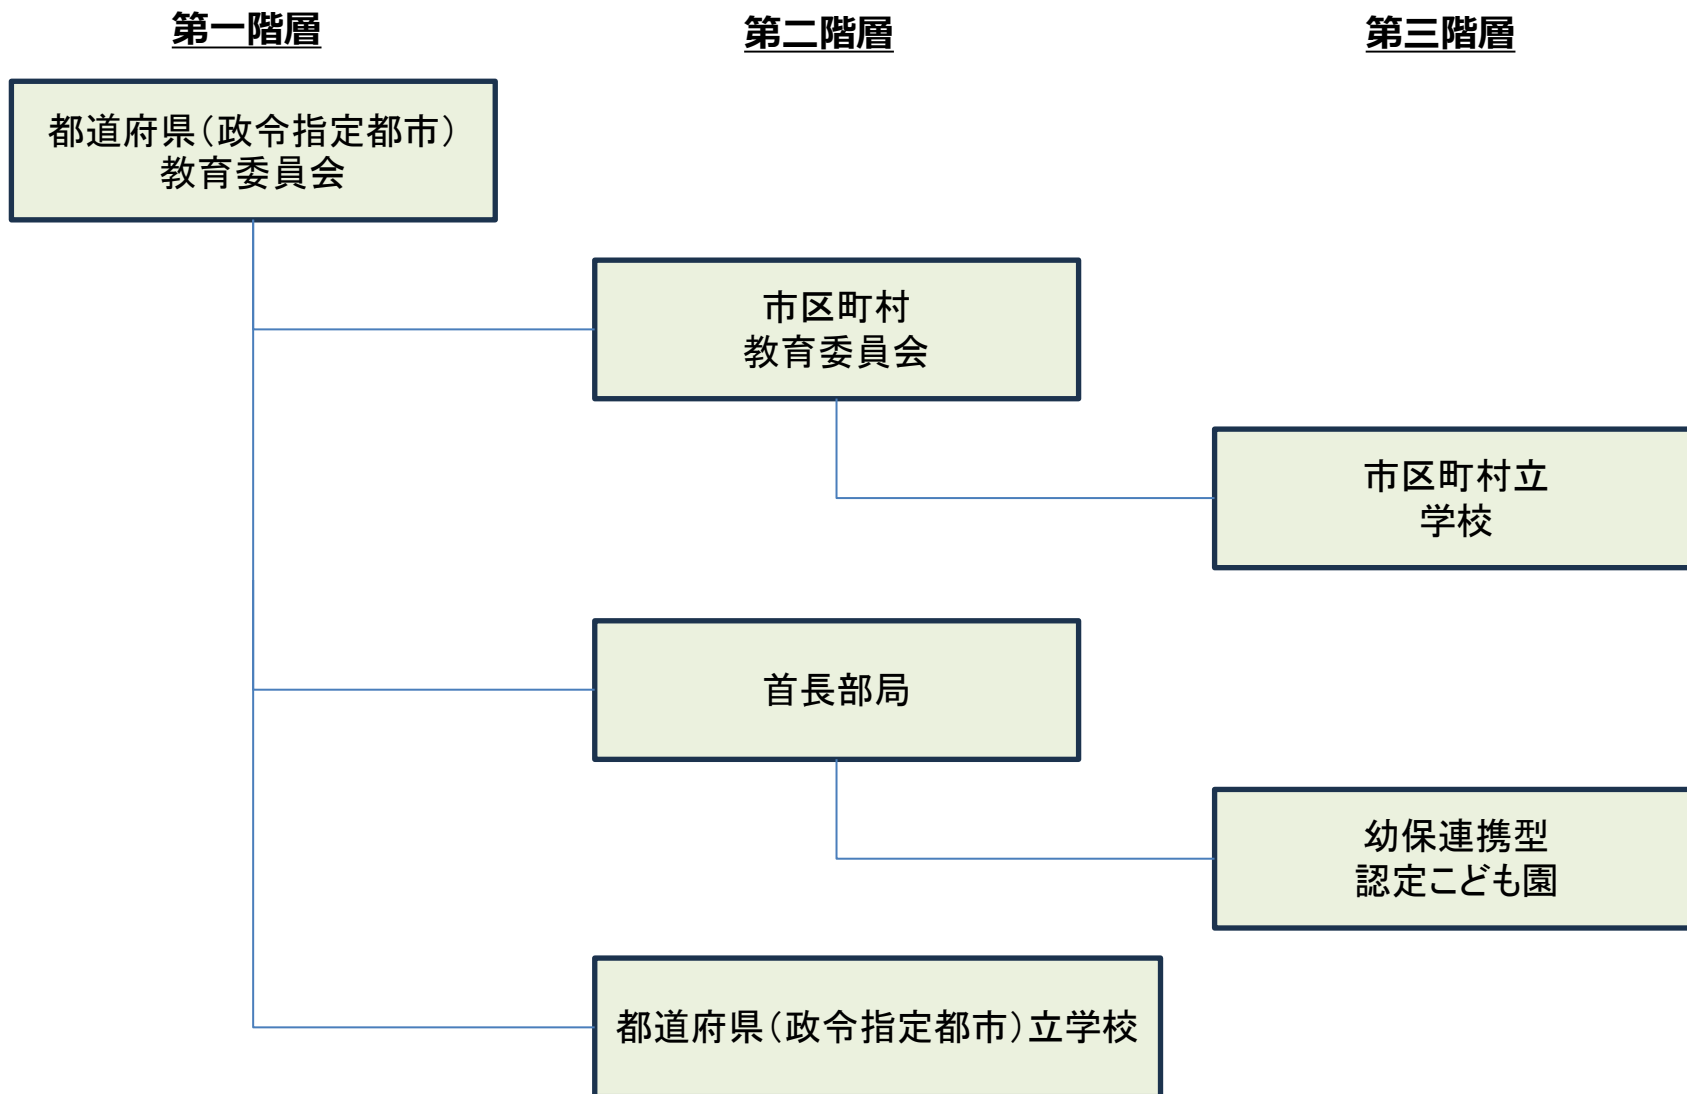 第一階層
第二階層
第三階層
都道府県（政令指定都市）
教育委員会
市区町村
教育委員会
市区町村立
学校
首長部局
幼保連携型
認定こども園
都道府県（政令指定都市）立学校